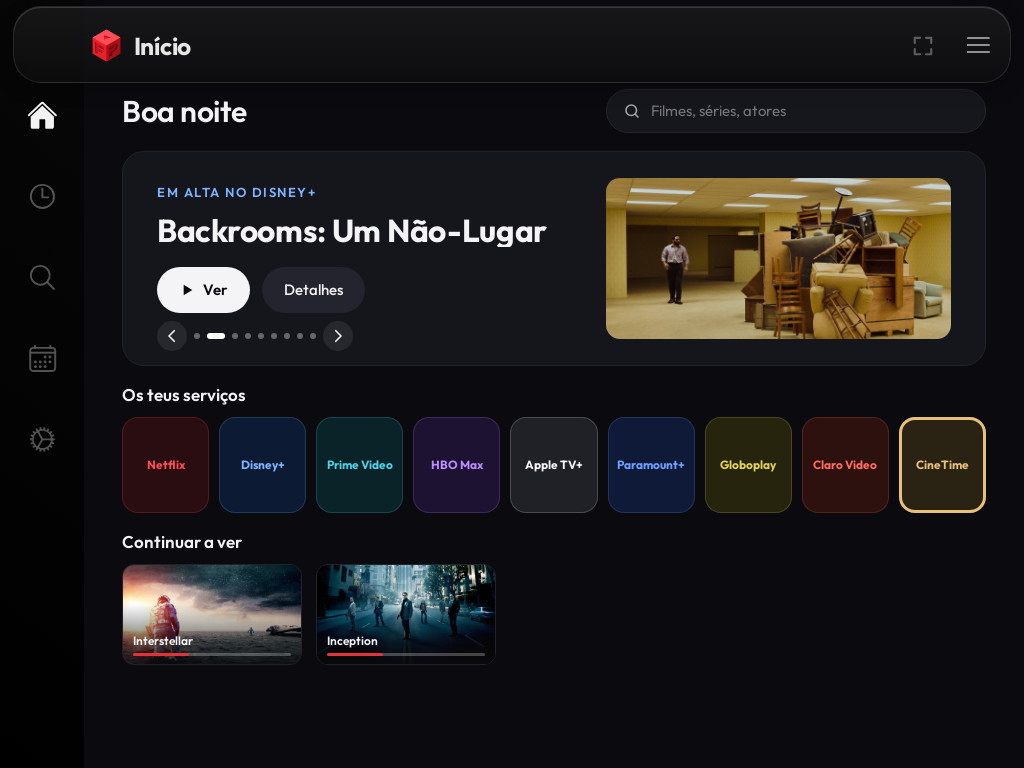 Início
Boa noite
Filmes, séries, atores
EM ALTA NO DISNEY+
Backrooms: Um Não-Lugar
Ver
Detalhes
Os teus serviços
Netflix
Disney+
Prime Video
HBO Max
Apple TV+
Paramount+
Globoplay
Claro Video
CineTime
Continuar a ver
Interstellar
Inception